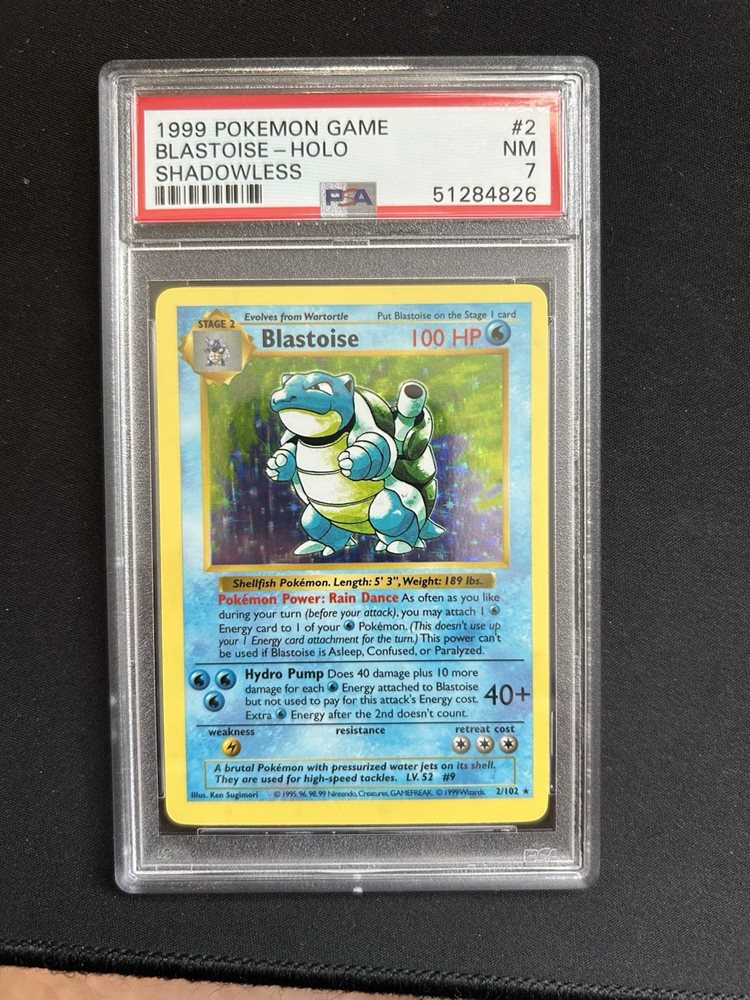 1999 POKEMON GAME #2
BLASTOISE – HOLO NM
SHADOWLESS 7
PSA 51284826
STAGE 2 Evolves from Wartortle Put Blastoise on the Stage 1 card
Blastoise 100 HP
Shellfish Pokémon. Length: 5' 3", Weight: 189 lbs.
Pokémon Power: Rain Dance As often as you like
during your turn (before your attack), you may attach 1
Energy card to 1 of your Pokémon. (This doesn't use up
your 1 Energy card attachment for the turn.) This power can't
be used if Blastoise is Asleep, Confused, or Paralyzed.
Hydro Pump Does 40 damage plus 10 more
damage for each Energy attached to Blastoise
but not used to pay for this attack's Energy cost. 40+
Extra Energy after the 2nd doesn't count.
weakness resistance retreat cost
A brutal Pokémon with pressurized water jets on its shell.
They are used for high-speed tackles. LV. 52 #9
Illus. Ken Sugimori © 1995, 96, 98, 99 Nintendo, Creatures, GAMEFREAK. © 1999 Wizards. 2/102 ★
PSA